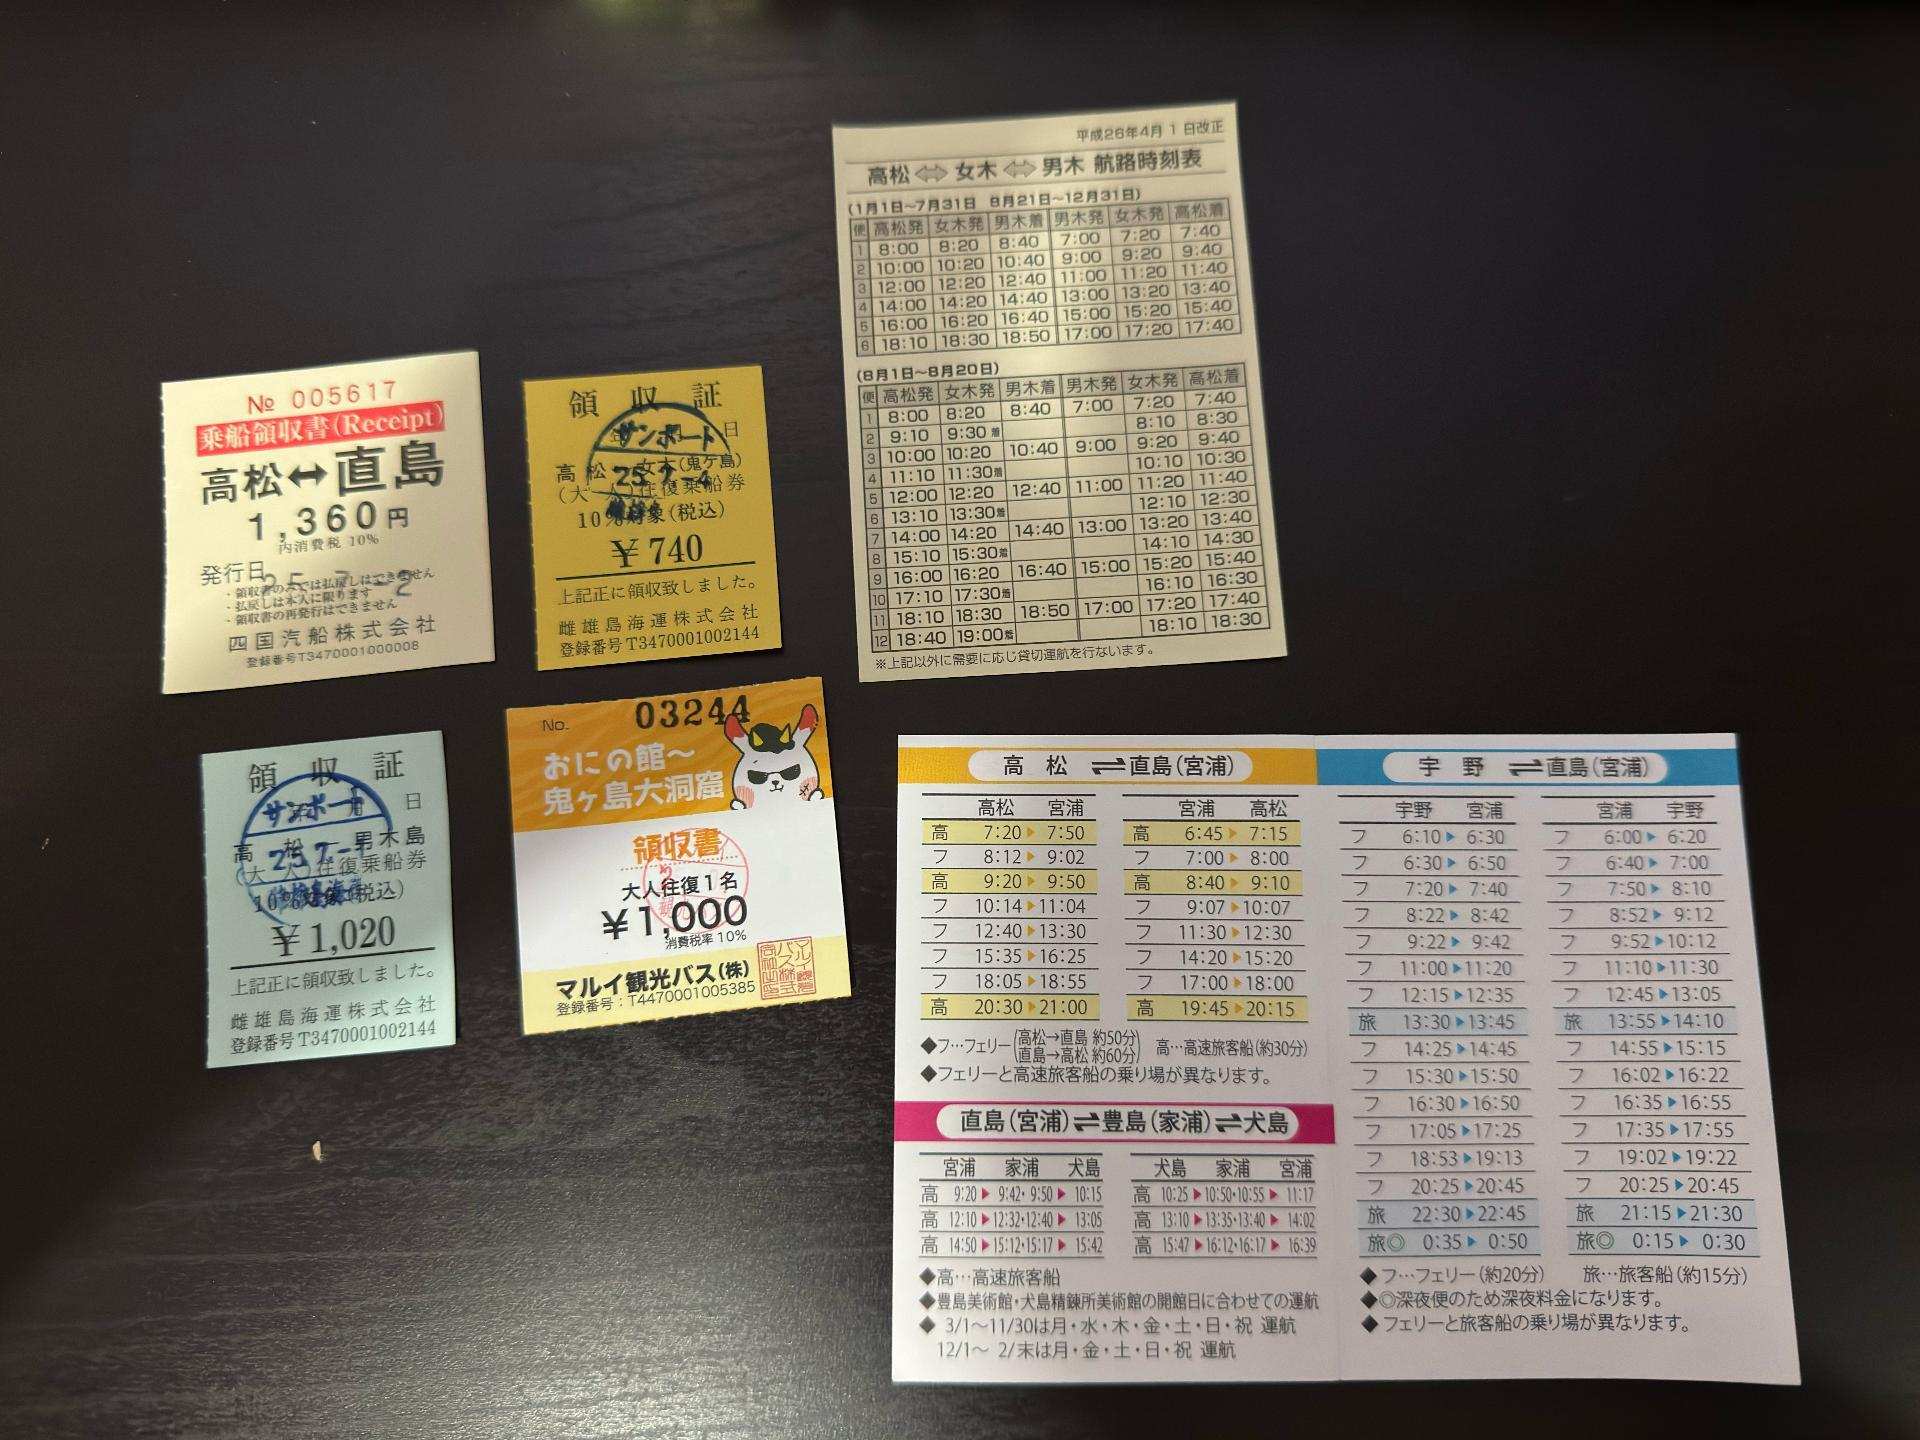 № 005617
乗船領収書(Receipt)
高松↔直島
1,360円
内消費税 10%
発行日 25.7.-2
・領収書のみでは払戻しはできません
・払戻しは本人に限ります
・領収書の再発行はできません
四国汽船株式会社
登録番号T3470001000008
領収証
サンポート
日
高松 女木(鬼ケ島)
25.7.-4
(大人)往復乗船券
10%対象(税込)
¥740
上記正に領収致しました。
雌雄島海運株式会社
登録番号T3470001002144
領収証
サンポート
日
高松 男木島
25.7.-1
(大人)往復乗船券
10%対象(税込)
¥1,020
上記正に領収致しました。
雌雄島海運株式会社
登録番号T3470001002144
No. 03244
おにの館〜
鬼ヶ島大洞窟
領収書
大人往復1名
¥1,000
消費税率10%
マルイ観光バス(株)
登録番号:T4470001005385
平成26年4月1日改正
高松⇔女木⇔男木 航路時刻表
(1月1日~7月31日 8月21日~12月31日)
便 高松発 女木発 男木着 男木発 女木発 高松着
1 8:00 8:20 8:40 7:00 7:20 7:40
2 10:00 10:20 10:40 9:00 9:20 9:40
3 12:00 12:20 12:40 11:00 11:20 11:40
4 14:00 14:20 14:40 13:00 13:20 13:40
5 16:00 16:20 16:40 15:00 15:20 15:40
6 18:10 18:30 18:50 17:00 17:20 17:40
(8月1日~8月20日)
便 高松発 女木発 男木着 男木発 女木発 高松着
1 8:00 8:20 8:40 7:00 7:20 7:40
2 9:10 9:30着 8:10 8:30
3 10:00 10:20 10:40 9:00 9:20 9:40
4 11:10 11:30着 10:10 10:30
5 12:00 12:20 12:40 11:00 11:20 11:40
6 13:10 13:30着 12:10 12:30
7 14:00 14:20 14:40 13:00 13:20 13:40
8 15:10 15:30着 14:10 14:30
9 16:00 16:20 16:40 15:00 15:20 15:40
10 17:10 17:30着 16:10 16:30
11 18:10 18:30 18:50 17:00 17:20 17:40
12 18:40 19:00着 18:10 18:30
※上記以外に需要に応じ貸切運航を行ないます。
高松⇌直島(宮浦)
高松 宮浦
高 7:20▶7:50
フ 8:12▶9:02
高 9:20▶9:50
フ 10:14▶11:04
フ 12:40▶13:30
フ 15:35▶16:25
フ 18:05▶18:55
高 20:30▶21:00
宮浦 高松
高 6:45▶7:15
フ 7:00▶8:00
高 8:40▶9:10
フ 9:07▶10:07
フ 11:30▶12:30
フ 14:20▶15:20
フ 17:00▶18:00
高 19:45▶20:15
◆フ…フェリー(高松→直島 約50分 直島→高松 約60分) 高…高速旅客船(約30分)
◆フェリーと高速旅客船の乗り場が異なります。
直島(宮浦)⇌豊島(家浦)⇌犬島
宮浦 家浦 犬島
高 9:20▶9:42・9:50▶10:15
高 12:10▶12:32・12:40▶13:05
高 14:50▶15:12・15:17▶15:42
犬島 家浦 宮浦
高 10:25▶10:50・10:55▶11:17
高 13:10▶13:35・13:40▶14:02
高 15:47▶16:12・16:17▶16:39
◆高…高速旅客船
◆豊島美術館・犬島精錬所美術館の開館日に合わせての運航
◆ 3/1〜11/30は月・水・木・金・土・日・祝 運航
12/1〜 2/末は月・金・土・日・祝 運航
宇野⇌直島(宮浦)
宇野 宮浦
フ 6:10▶6:30
フ 6:30▶6:50
フ 7:20▶7:40
フ 8:22▶8:42
フ 9:22▶9:42
フ 11:00▶11:20
フ 12:15▶12:35
旅 13:30▶13:45
フ 14:25▶14:45
フ 15:30▶15:50
フ 16:30▶16:50
フ 17:05▶17:25
フ 18:53▶19:13
フ 20:25▶20:45
旅 22:30▶22:45
旅◎ 0:35▶0:50
宮浦 宇野
フ 6:00▶6:20
フ 6:40▶7:00
フ 7:50▶8:10
フ 8:52▶9:12
フ 9:52▶10:12
フ 11:10▶11:30
フ 12:45▶13:05
旅 13:55▶14:10
フ 14:55▶15:15
フ 16:02▶16:22
フ 16:35▶16:55
フ 17:35▶17:55
フ 19:02▶19:22
フ 20:25▶20:45
旅 21:15▶21:30
旅◎ 0:15▶0:30
◆フ…フェリー(約20分) 旅…旅客船(約15分)
◆◎深夜便のため深夜料金になります。
◆フェリーと旅客船の乗り場が異なります。